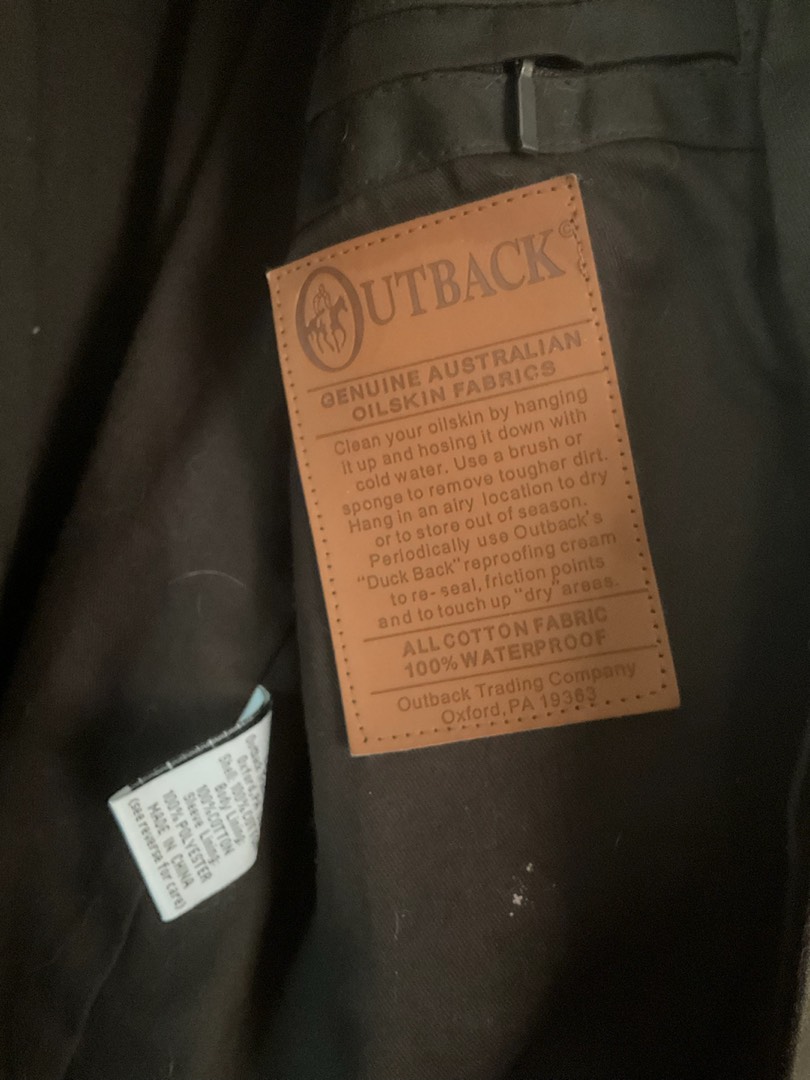 OUTBACK©
GENUINE AUSTRALIAN
OILSKIN FABRICS
Clean your oilskin by hanging
it up and hosing it down with
cold water. Use a brush or
sponge to remove tougher dirt.
Hang in an airy location to dry
or to store out of season.
Periodically use Outback's
"Duck Back" reproofing cream
to re-seal, friction points
and to touch up "dry" areas.
ALL COTTON FABRIC
100% WATERPROOF
Outback Trading Company
Oxford, PA 19363
Shell: 100%
Body Lining:
100% COTTON
Sleeve Lining:
100% POLYESTER
MADE IN CHINA
(see reverse for care)